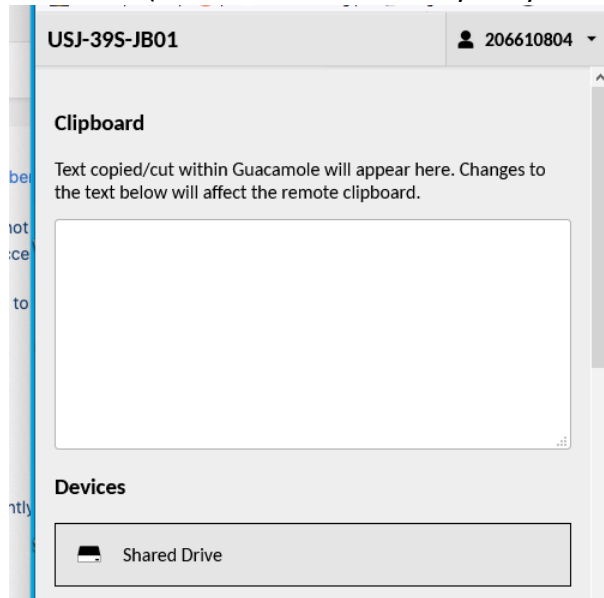 USJ-39S-JB01
206610804
Clipboard
Text copied/cut within Guacamole will appear here. Changes to
the text below will affect the remote clipboard.
to
Devices
Shared Drive